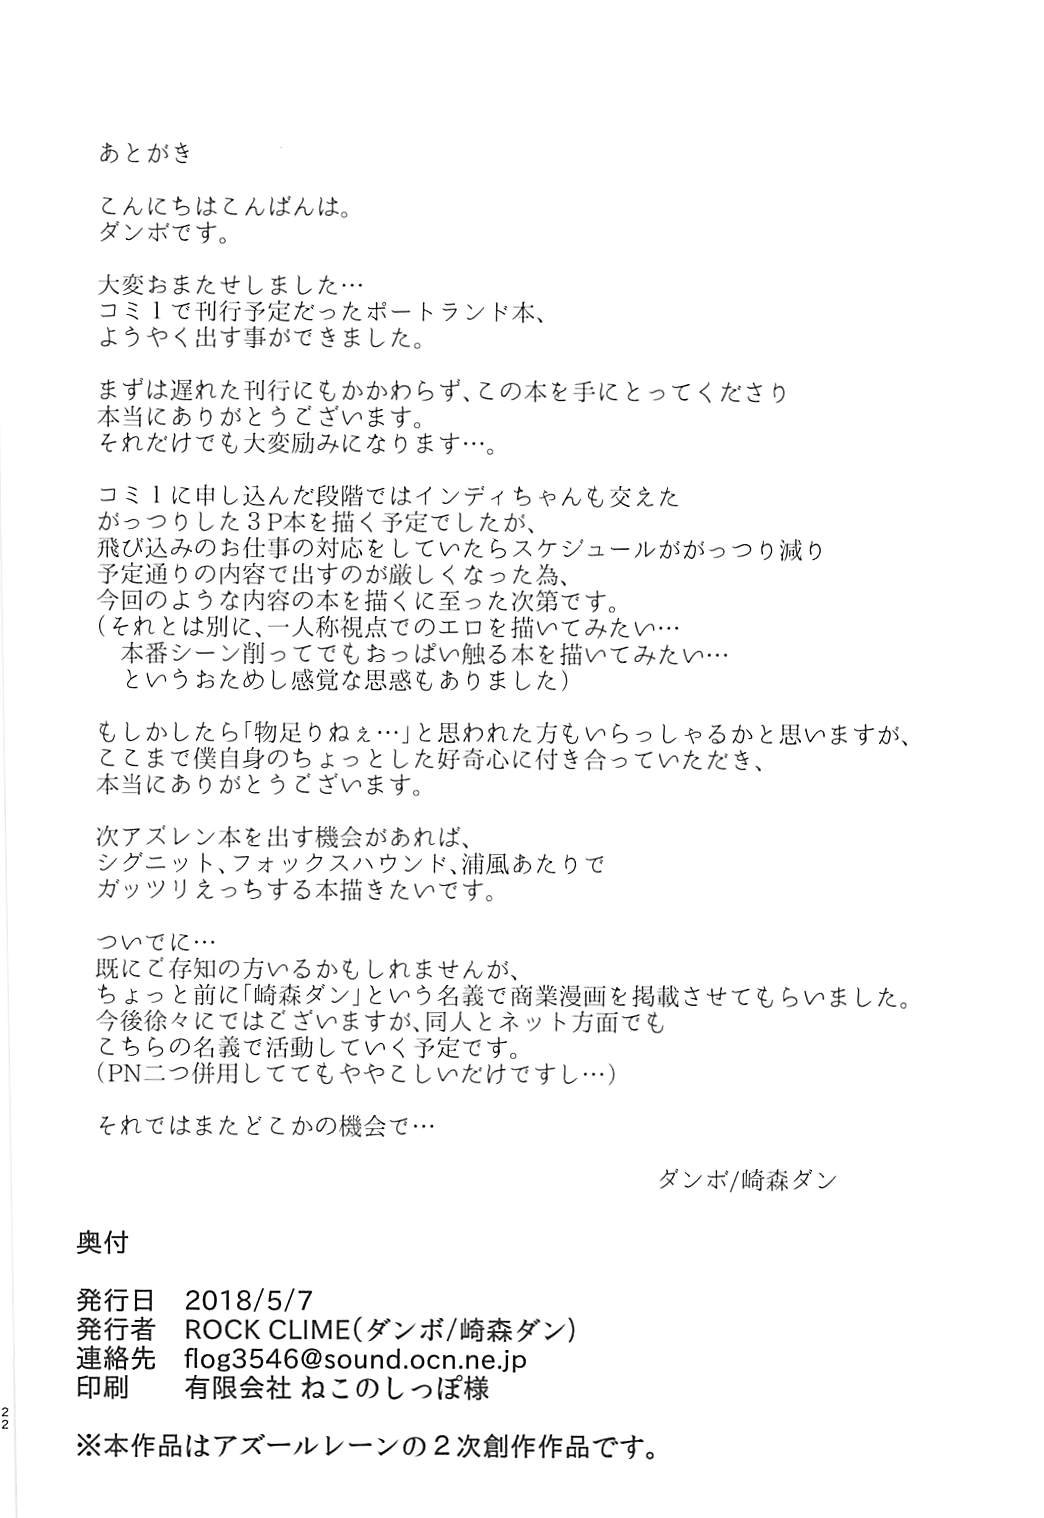 あとがき
こんにちはこんばんは。
ダンボです。
大変おまたせしました…
コミ１で刊行予定だったポートランド本、
ようやく出す事ができました。
まずは遅れた刊行にもかかわらず、この本を手にとってくださり
本当にありがとうございます。
それだけでも大変励みになります…。
コミ１に申し込んだ段階ではインディちゃんも交えた
がっつりした３P本を描く予定でしたが、
飛び込みのお仕事の対応をしていたらスケジュールががっつり減り
予定通りの内容で出すのが厳しくなった為、
今回のような内容の本を描くに至った次第です。
（それとは別に、一人称視点でのエロを描いてみたい…
本番シーン削ってでもおっぱい触る本を描いてみたい…
というおためし感覚な思惑もありました）
もしかしたら「物足りねぇ…」と思われた方もいらっしゃるかと思いますが、
ここまで僕自身のちょっとした好奇心に付き合っていただき、
本当にありがとうございます。
次アズレン本を出す機会があれば、
シグニット、フォックスハウンド、浦風あたりで
ガッツリえっちする本描きたいです。
ついでに…
既にご存知の方いるかもしれませんが、
ちょっと前に「崎森ダン」という名義で商業漫画を掲載させてもらいました。
今後徐々にではございますが、同人とネット方面でも
こちらの名義で活動していく予定です。
（PN二つ併用しててもややこしいだけですし…）
それではまたどこかの機会で…
ダンボ/崎森ダン
奥付
発行日　2018/5/7
発行者　ROCK CLIME（ダンボ/崎森ダン）
連絡先　flog3546@sound.ocn.ne.jp
印刷　有限会社 ねこのしっぽ様
※本作品はアズールレーンの２次創作作品です。
22